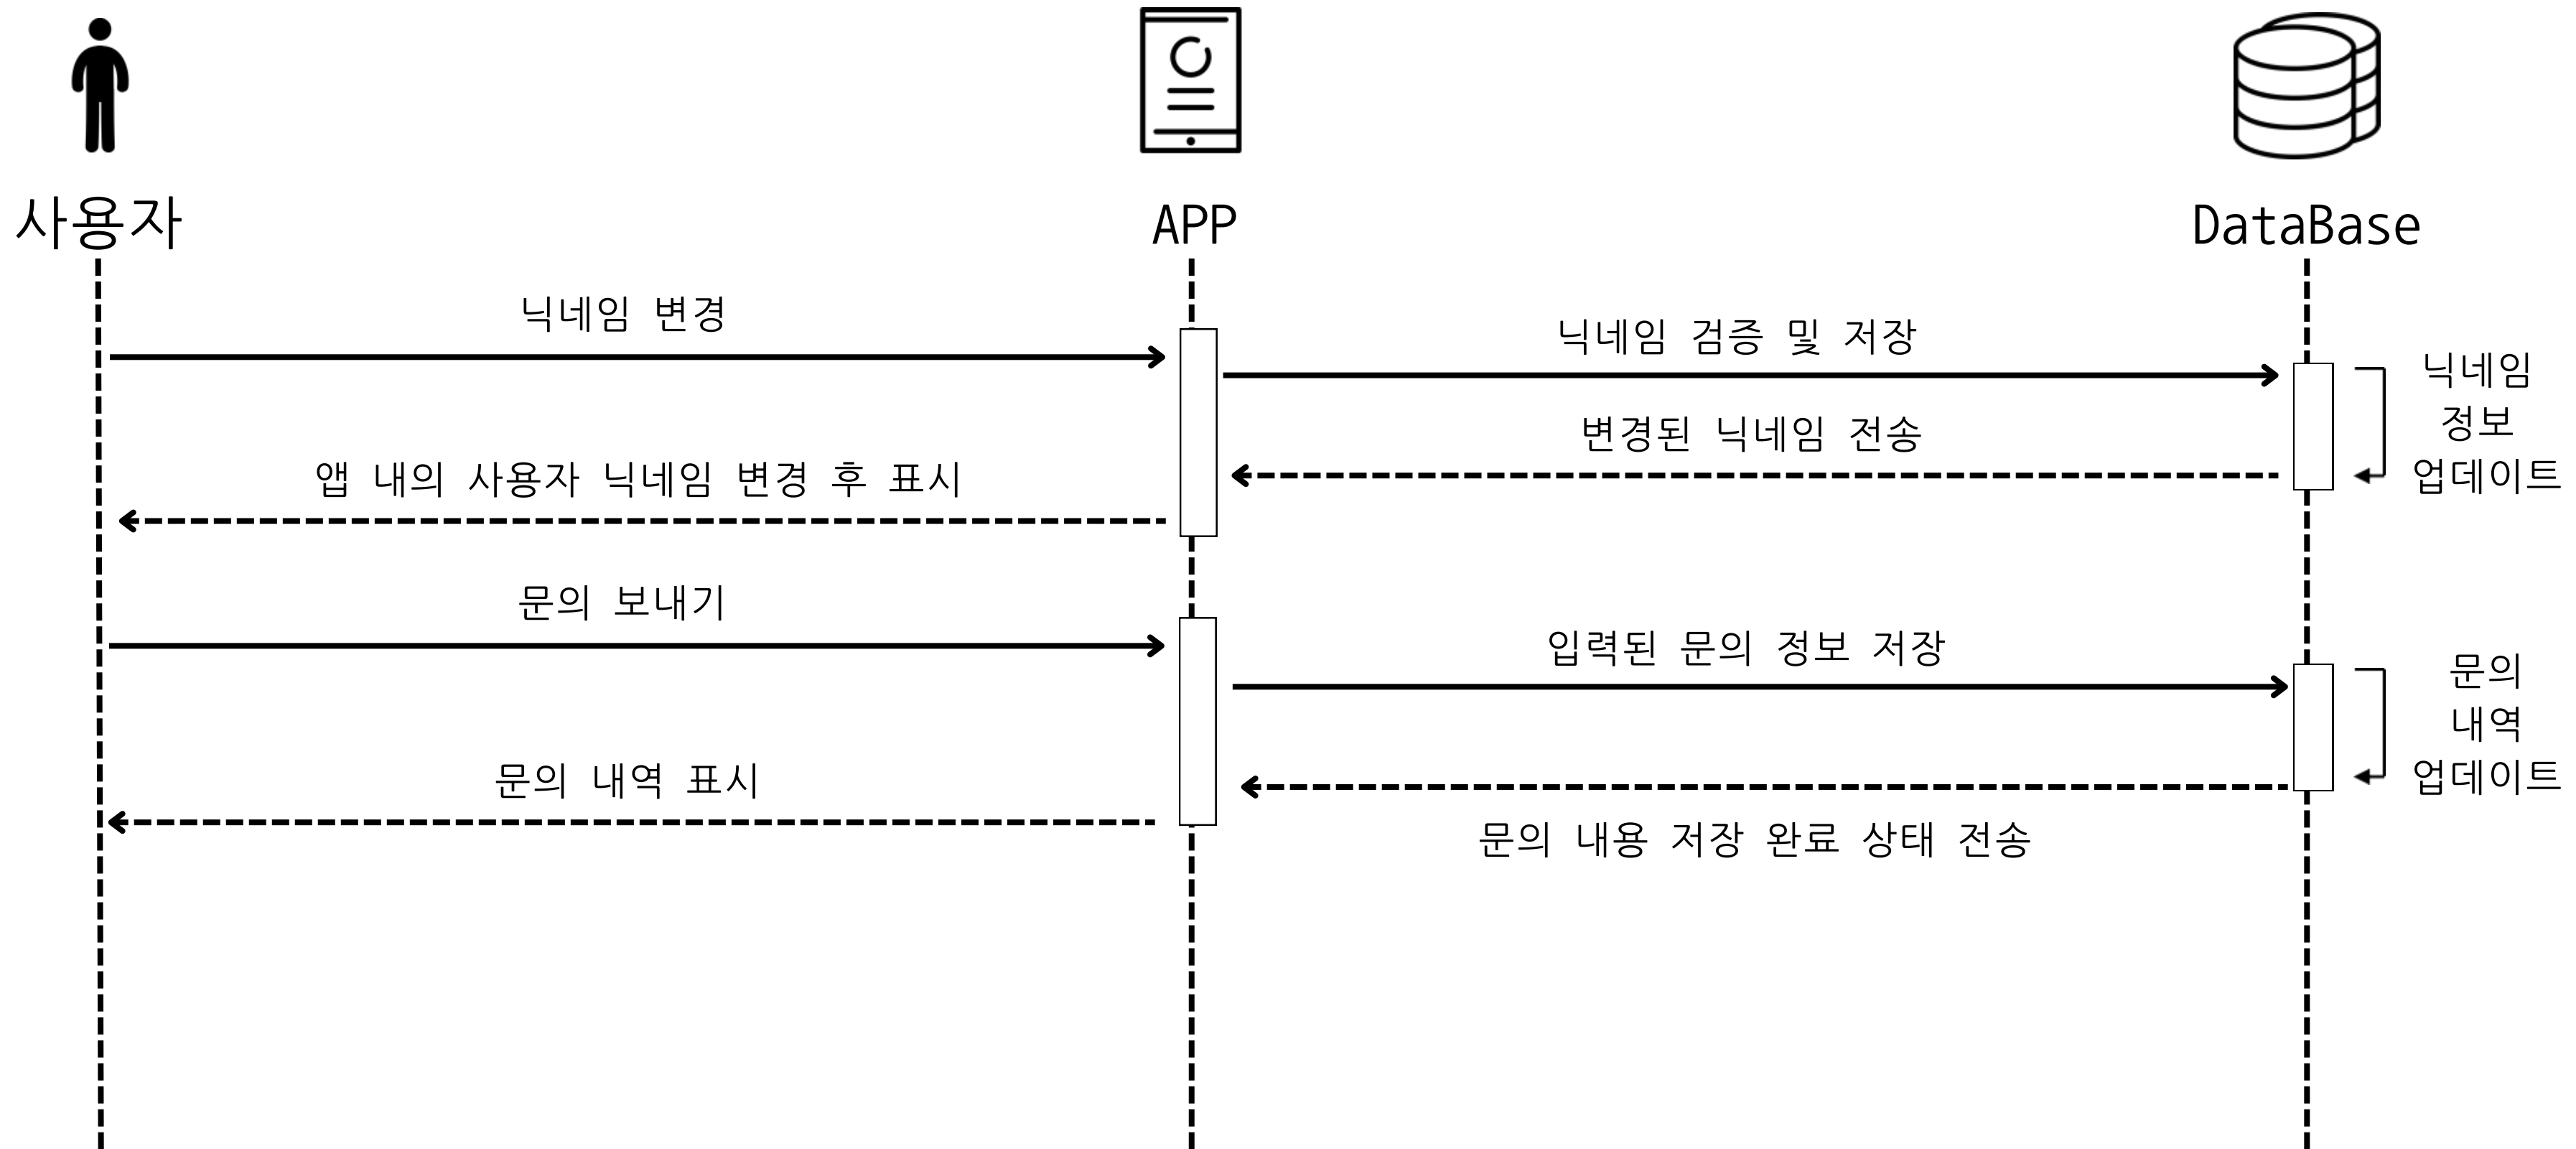 사용자
APP
DataBase
닉네임 변경
닉네임 검증 및 저장
닉네임
정보
업데이트
변경된 닉네임 전송
앱 내의 사용자 닉네임 변경 후 표시
문의 보내기
입력된 문의 정보 저장
문의
내역
업데이트
문의 내역 표시
문의 내용 저장 완료 상태 전송